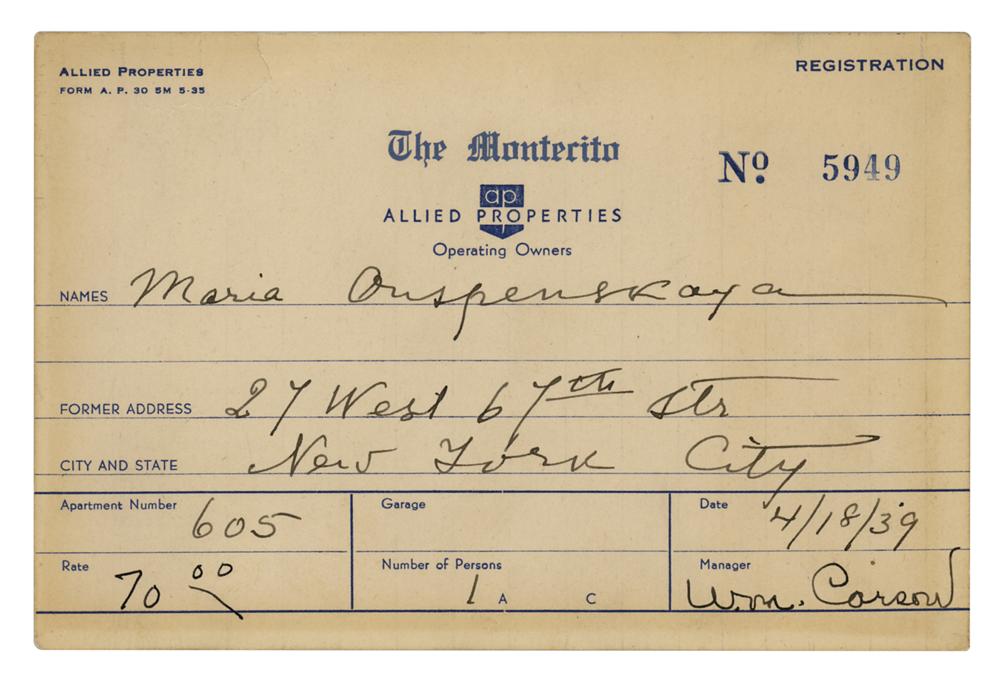 ALLIED PROPERTIES
FORM A. P. 30 5M 5-35
REGISTRATION
The Montecito
Nº 5949
ap
ALLIED PROPERTIES
Operating Owners
NAMES Maria Ouspenskaya
FORMER ADDRESS 27 West 67th Str
CITY AND STATE New York City
Apartment Number 605
Garage
Date 4/18/39
Rate 70 00
Number of Persons 1 A C
Manager Wm. Carson